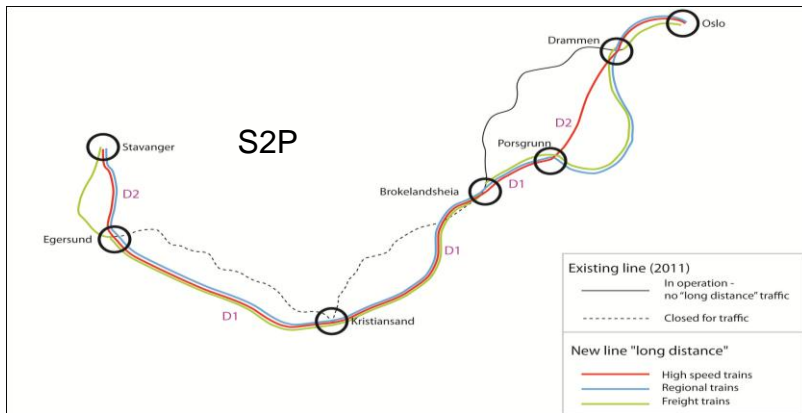 Oslo
Drammen
S2P
D2
Stavanger
Porsgrunn
D2
Brokelandsheia
D1
Egersund
D1
D1
Kristiansand
Existing line (2011)
In operation -
no "long distance" traffic
Closed for traffic
New line "long distance"
High speed trains
Regional trains
Freight trains